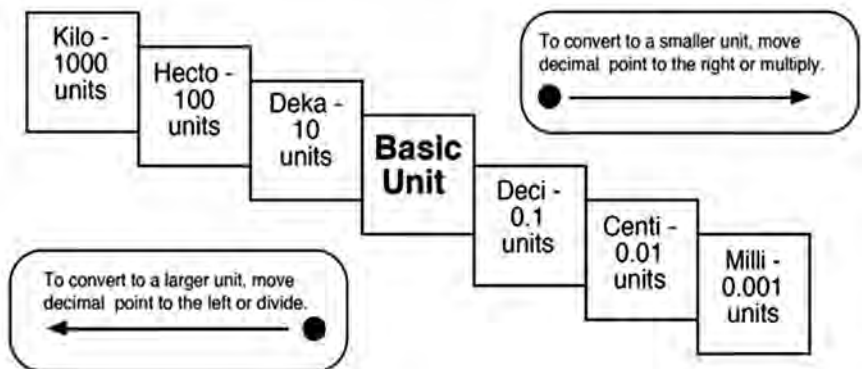 Kilo -
1000
units
Hecto -
100
units
Deka -
10
units
Basic
Unit
Deci -
0.1
units
Centi -
0.01
units
Milli -
0.001
units
To convert to a smaller unit, move
decimal point to the right or multiply.
To convert to a larger unit, move
decimal point to the left or divide.